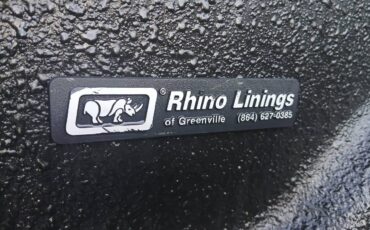 ® Rhino Linings
of Greenville (864) 627-0385